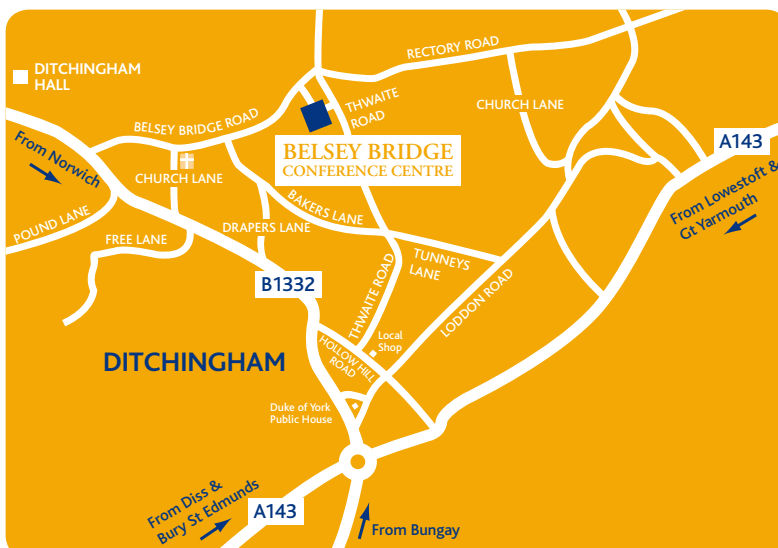 RECTORY ROAD
DITCHINGHAM
HALL
THWAITE
ROAD
CHURCH LANE
BELSEY BRIDGE ROAD
A143
From Norwich
BELSEY BRIDGE
CONFERENCE CENTRE
CHURCH LANE
From Lowestoft &
Gt Yarmouth
BAKERS LANE
POUND LANE
DRAPERS LANE
FREE LANE
TUNNEYS
LANE
B1332
THWAITE ROAD
LODDON ROAD
Local
Shop
DITCHINGHAM
HOLLOW HILL
ROAD
Duke of York
Public House
From Diss &
Bury St Edmunds
A143
From Bungay